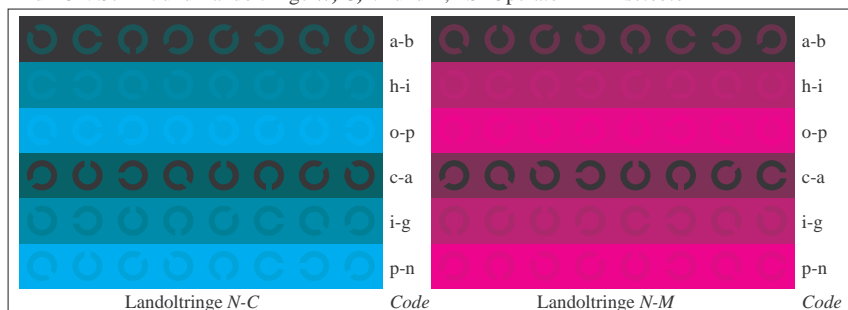 a-b a-b
h-i h-i
o-p o-p
c-a c-a
i-g i-g
p-n p-n
Landoltringe N-C Code Landoltringe N-M Code